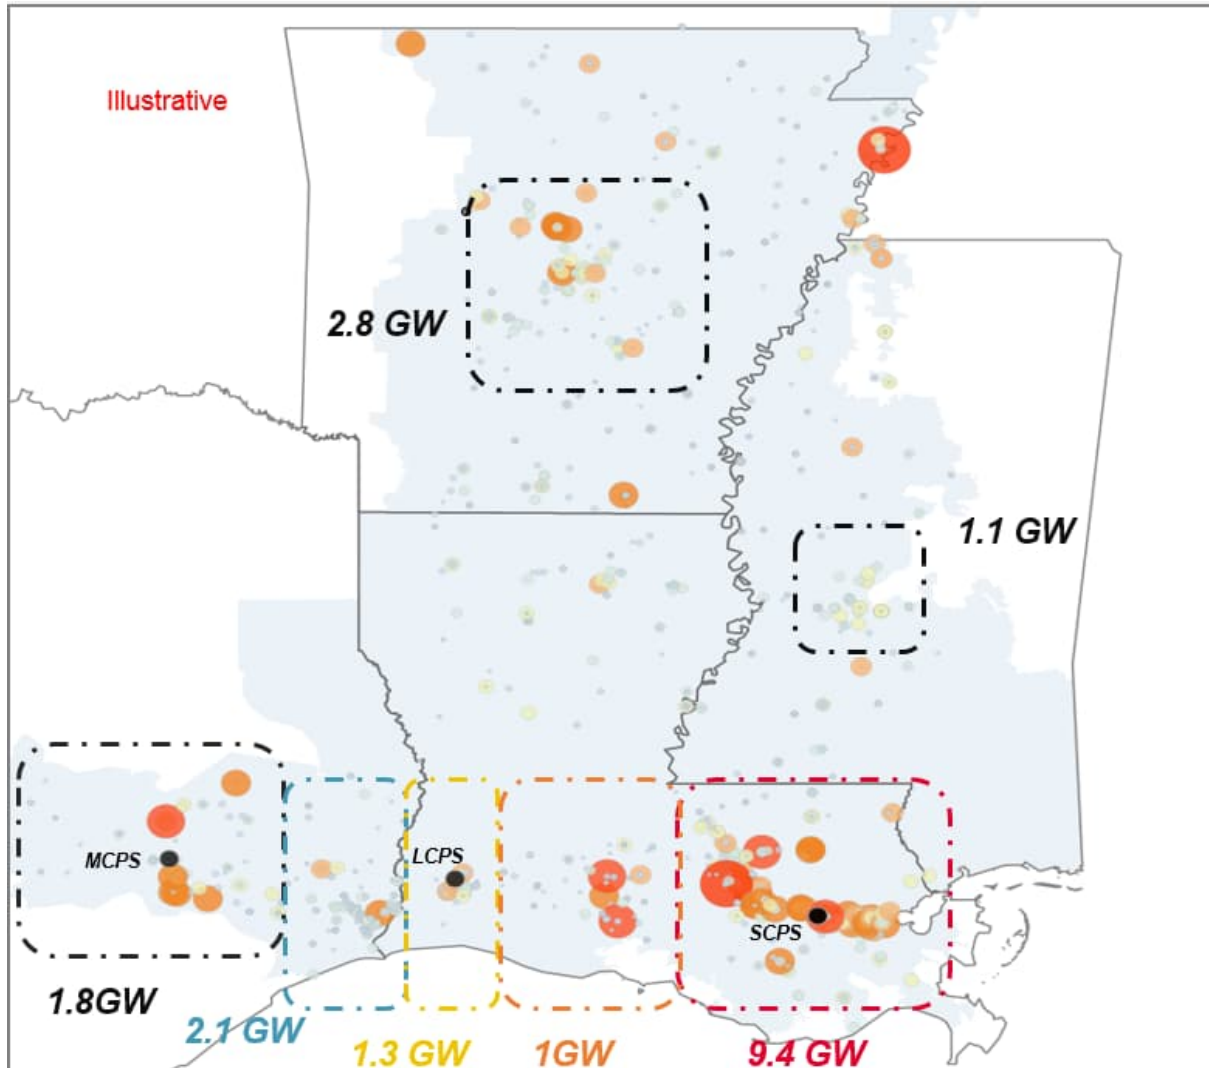 Illustrative
2.8 GW
1.1 GW
MCPS
LCPS
SCPS
1.8GW
2.1 GW
1.3 GW
1GW
9.4 GW